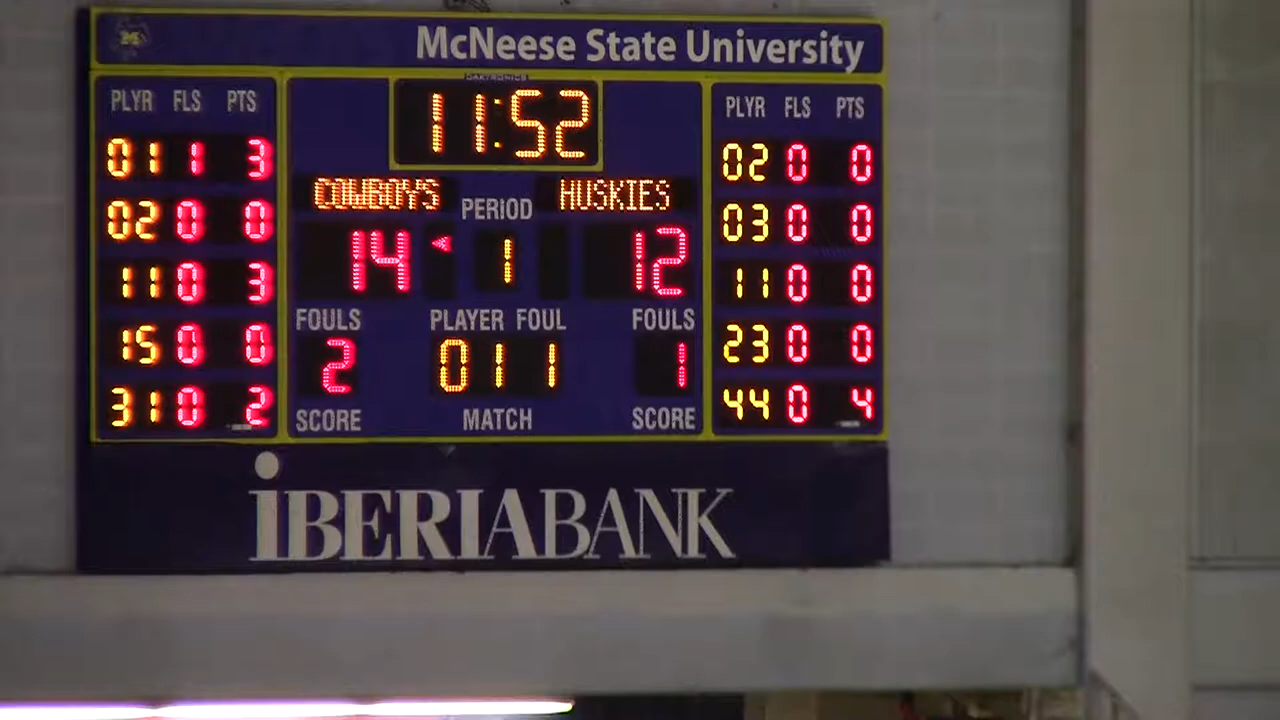 McNeese State University
DAKTRONICS
PLYR FLS PTS
01 1 3
02 0 0
11 0 3
15 0 0
31 0 2
11:52
COWBOYS PERIOD HUSKIES
14 1 12
FOULS PLAYER FOUL FOULS
2 011 1
SCORE MATCH SCORE
PLYR FLS PTS
02 0 0
03 0 0
11 0 0
23 0 0
44 0 4
iBERIABANK